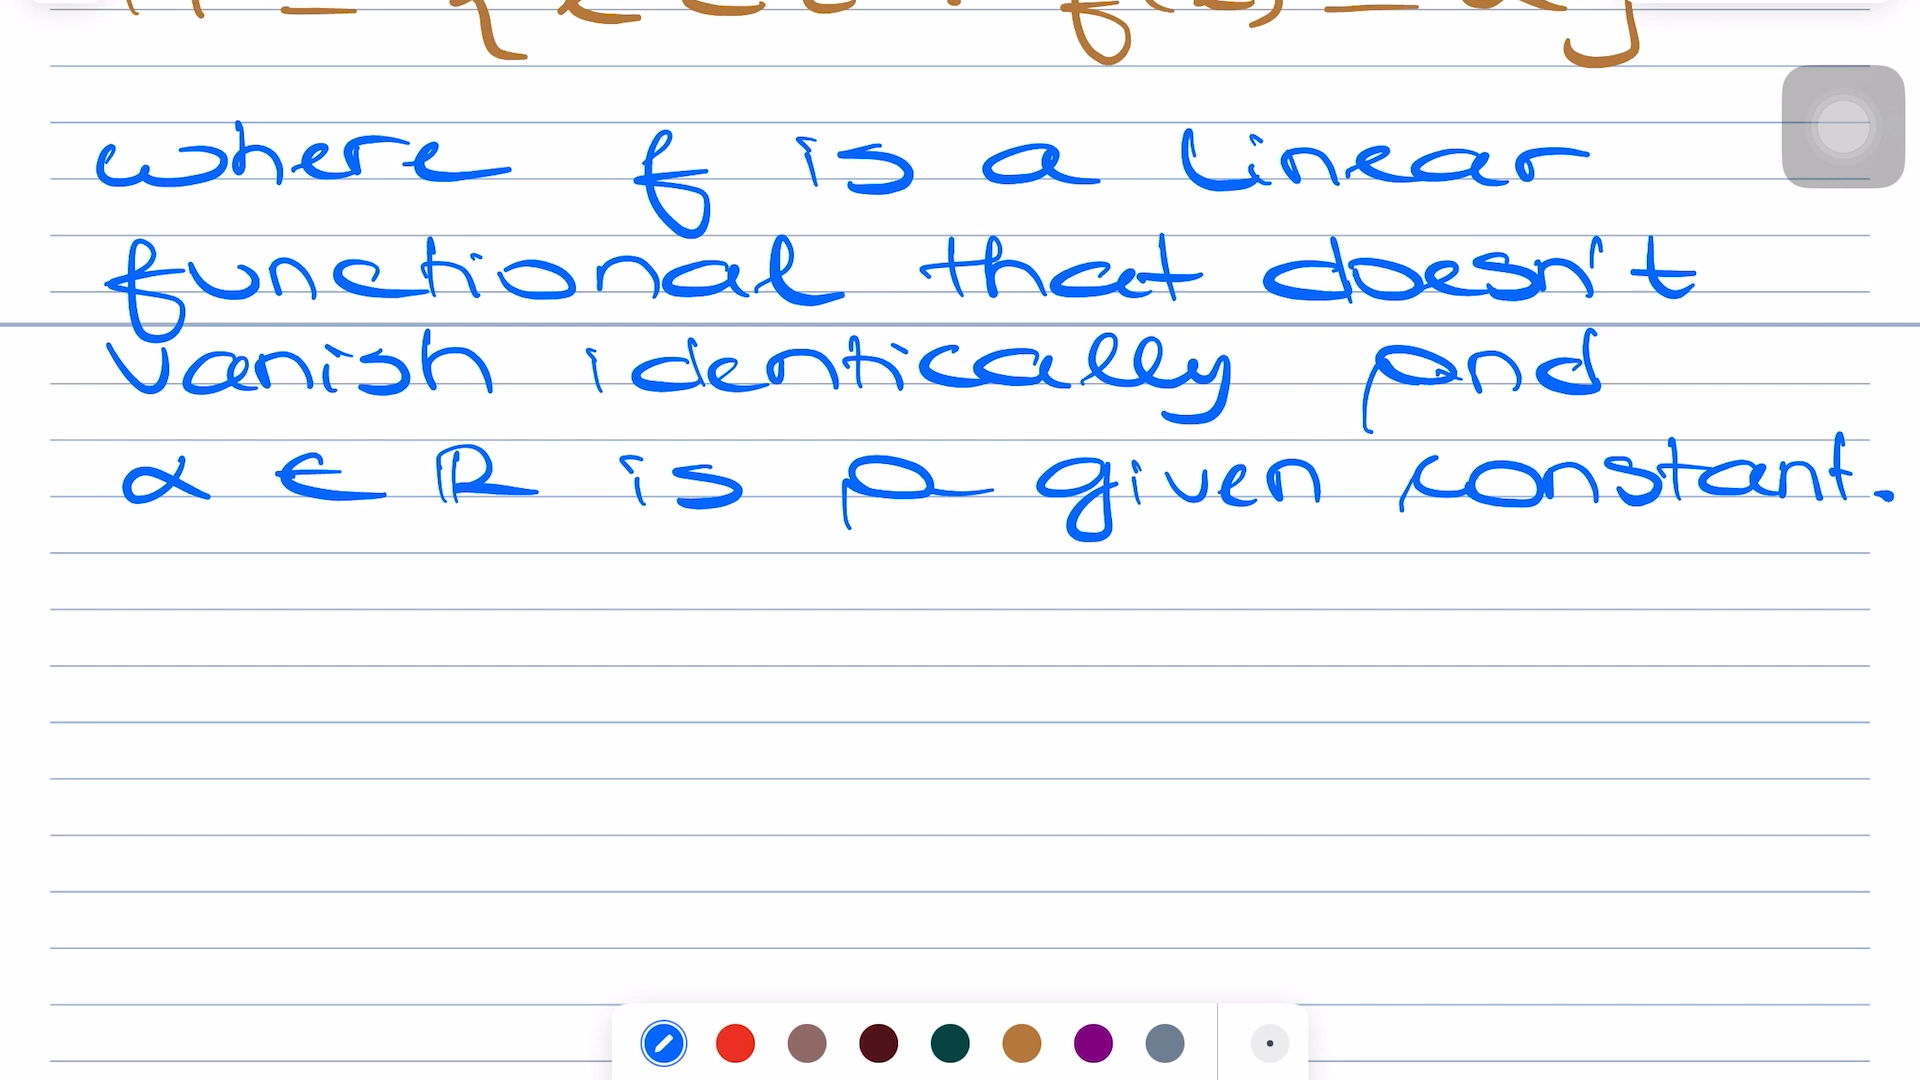 where f is a linear
functional that doesn't
vanish identically and
α ∈ R is a given constant.